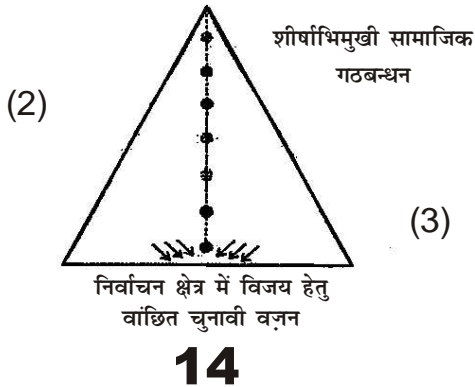 शीर्षाभिमुखी सामाजिक
गठबन्धन
(2)
(3)
निर्वाचन क्षेत्र में विजय हेतु
वांछित चुनावी वज़न
14